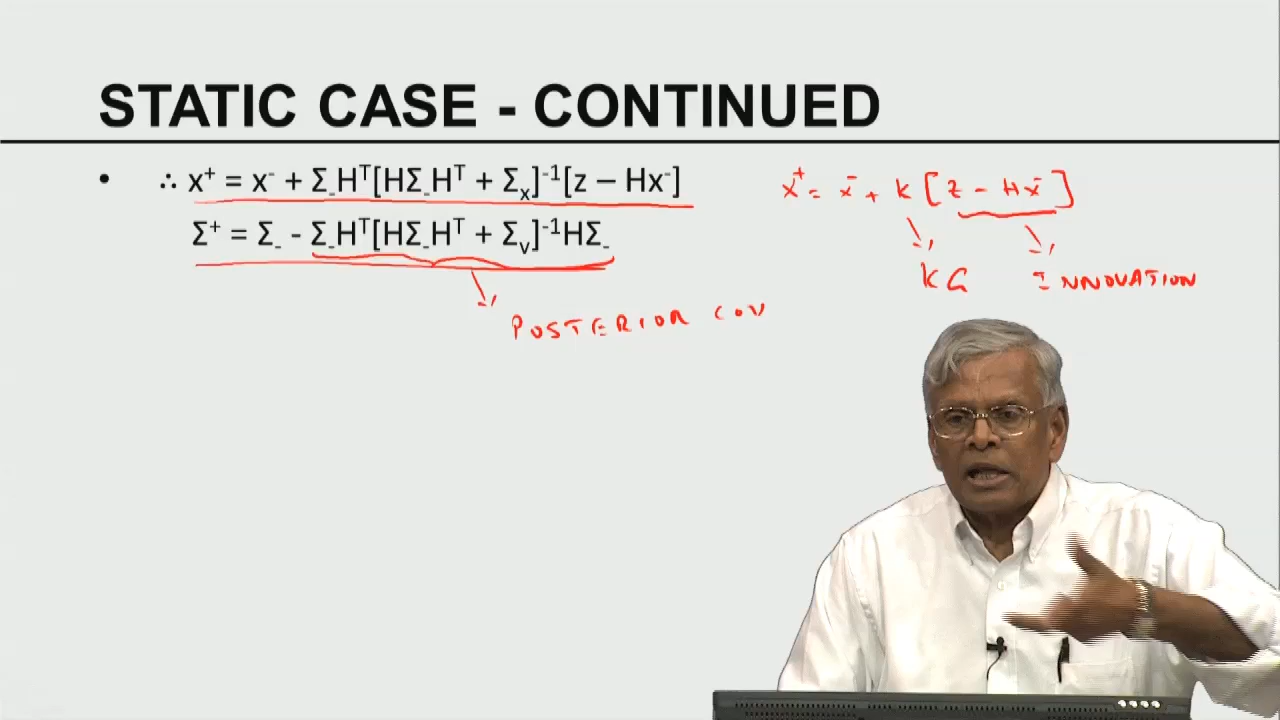 STATIC CASE - CONTINUED
• ∴ x⁺ = x⁻ + Σ₋Hᵀ[HΣ₋Hᵀ + Σₓ]⁻¹[z – Hx⁻]
Σ⁺ = Σ₋ - Σ₋Hᵀ[HΣ₋Hᵀ + Σᵥ]⁻¹HΣ₋
x⁺ = x⁻ + K [z - Hx⁻]
KG INNOVATION
POSTERIOR COV